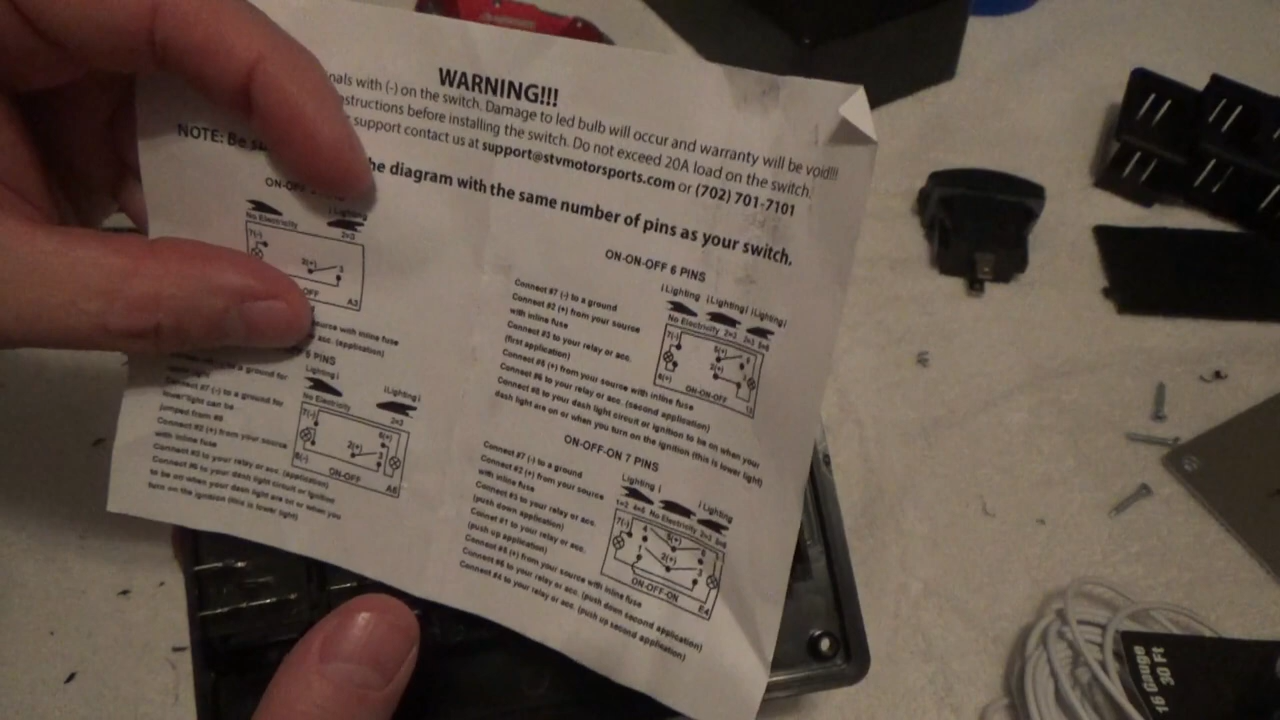 WARNING!!!
nals with (-) on the switch. Damage to led bulb will occur and warranty will be void!!!
structions before installing the switch. Do not exceed 20A load on the switch.
support contact us at support@stvmotorsports.com or (702) 701-7101
NOTE: Be su he diagram with the same number of pins as your switch.
ON-OFF
Lighting
No Electricity 2=3
7(-)
2(+) 3
OFF A3
ource with inline fuse
acc. (application)
PINS
a ground for
Connect #7 (-) to a ground for
lower light can be
jumped from #8
Connect #2 (+) from your source
with inline fuse
Connect #3 to your relay or acc. (application)
Connect #6 to your dash light circuit or ignition
to be on when your dash light are on or when you
turn on the ignition (this is lower light)
Lighting
¡Lighting¡
No Electricity
2=3
7(-) 6(+)
2(+) 3
8(-)
ON-OFF
ON-ON-OFF 6 PINS
Connect #7 (-) to a ground
Connect #2 (+) from your source
with inline fuse
Connect #3 to your relay or acc.
(first application)
Connect #5 (+) from your source with inline fuse
Connect #6 to your relay or acc. (second application)
Connect #8 to your dash light circuit or ignition to be on when your
dash light are on or when you turn on the ignition (this is lower light)
¡Lighting ¡Lighting¡ ¡Lighting¡
No Electricity 2=3 2=3 5=6
7(-) 5(+) 6
2(+)
8(+)
ON-ON-OFF
ON-OFF-ON 7 PINS
Connect #7 (-) to a ground
Connect #2 (+) from your source
with inline fuse
Connect #3 to your relay or acc.
(push down application)
Connet #1 to your relay or acc.
(push up application)
Connect #5 (+) from your source with inline fuse
Connect #6 to your relay or acc. (push down second application)
Connect #4 to your relay or acc. (push up second application)
Lighting ¡ ¡ Lighting
1=2 4=5 No Electricity 2=3 5=6
7(-) 4 5(+) 6
1 2(+) 3
ON-OFF-ON E4
16 Gauge
30 Ft